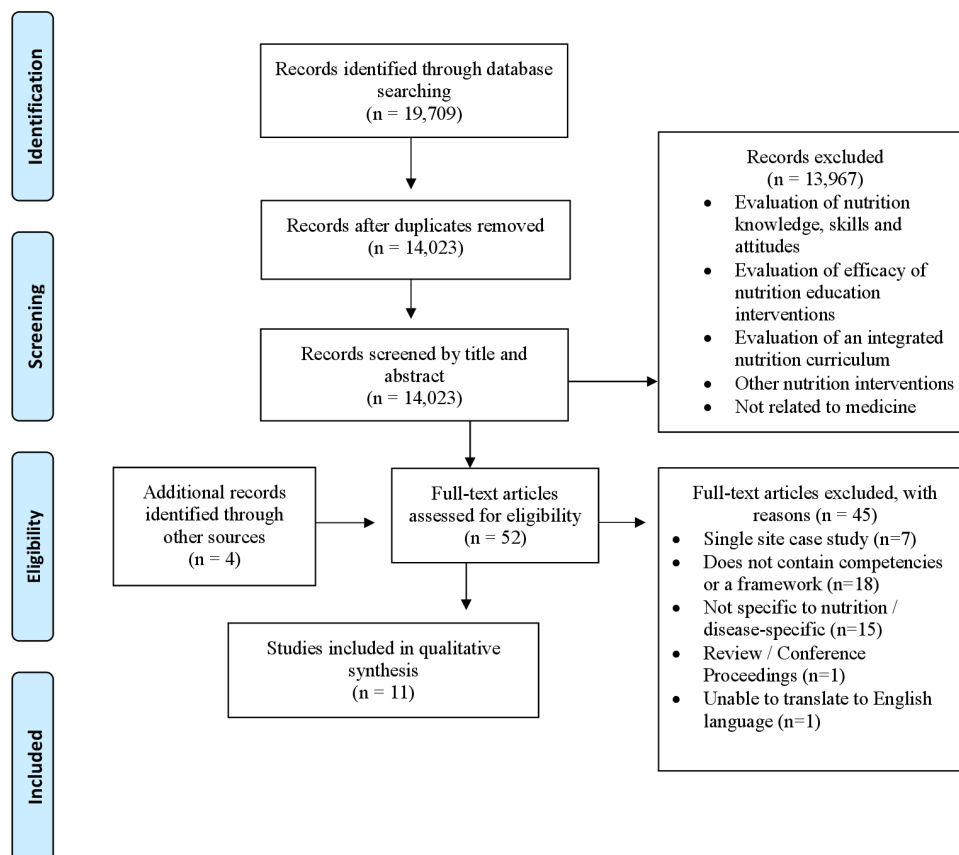 Identification
Records identified through database
searching
(n = 19,709)
Records after duplicates removed
(n = 14,023)
Records excluded
(n = 13,967)
• Evaluation of nutrition
knowledge, skills and
attitudes
• Evaluation of efficacy of
nutrition education
interventions
• Evaluation of an integrated
nutrition curriculum
• Other nutrition interventions
• Not related to medicine
Screening
Records screened by title and
abstract
(n = 14,023)
Eligibility
Additional records
identified through
other sources
(n = 4)
Full-text articles
assessed for eligibility
(n = 52)
Full-text articles excluded, with
reasons (n = 45)
• Single site case study (n=7)
• Does not contain competencies
or a framework (n=18)
• Not specific to nutrition /
disease-specific (n=15)
• Review / Conference
Proceedings (n=1)
• Unable to translate to English
language (n=1)
Studies included in qualitative
synthesis
(n = 11)
Included